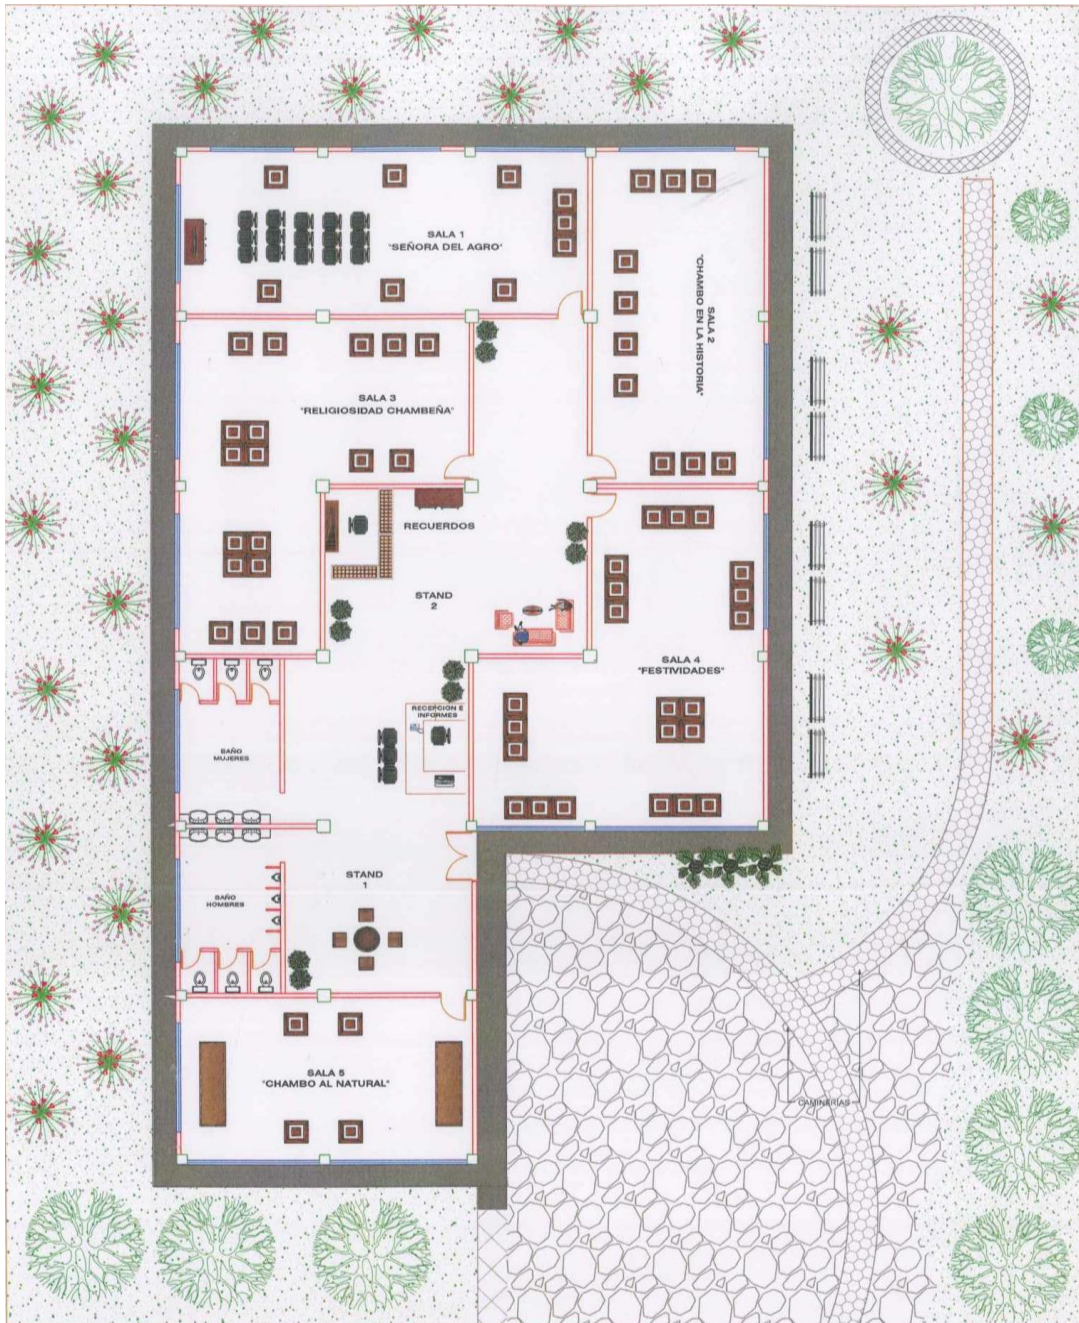 SALA 1
"SEÑORA DEL AGRO"
SALA 2
"CHAMBO EN LA HISTORIA"
SALA 3
"RELIGIOSIDAD CHAMBEÑA"
RECUERDOS
STAND
2
SALA 4
"FESTIVIDADES"
RECEPCION E
INFORMES
BAÑO
MUJERES
STAND
1
BAÑO
HOMBRES
SALA 5
"CHAMBO AL NATURAL"
CAMINERIAS